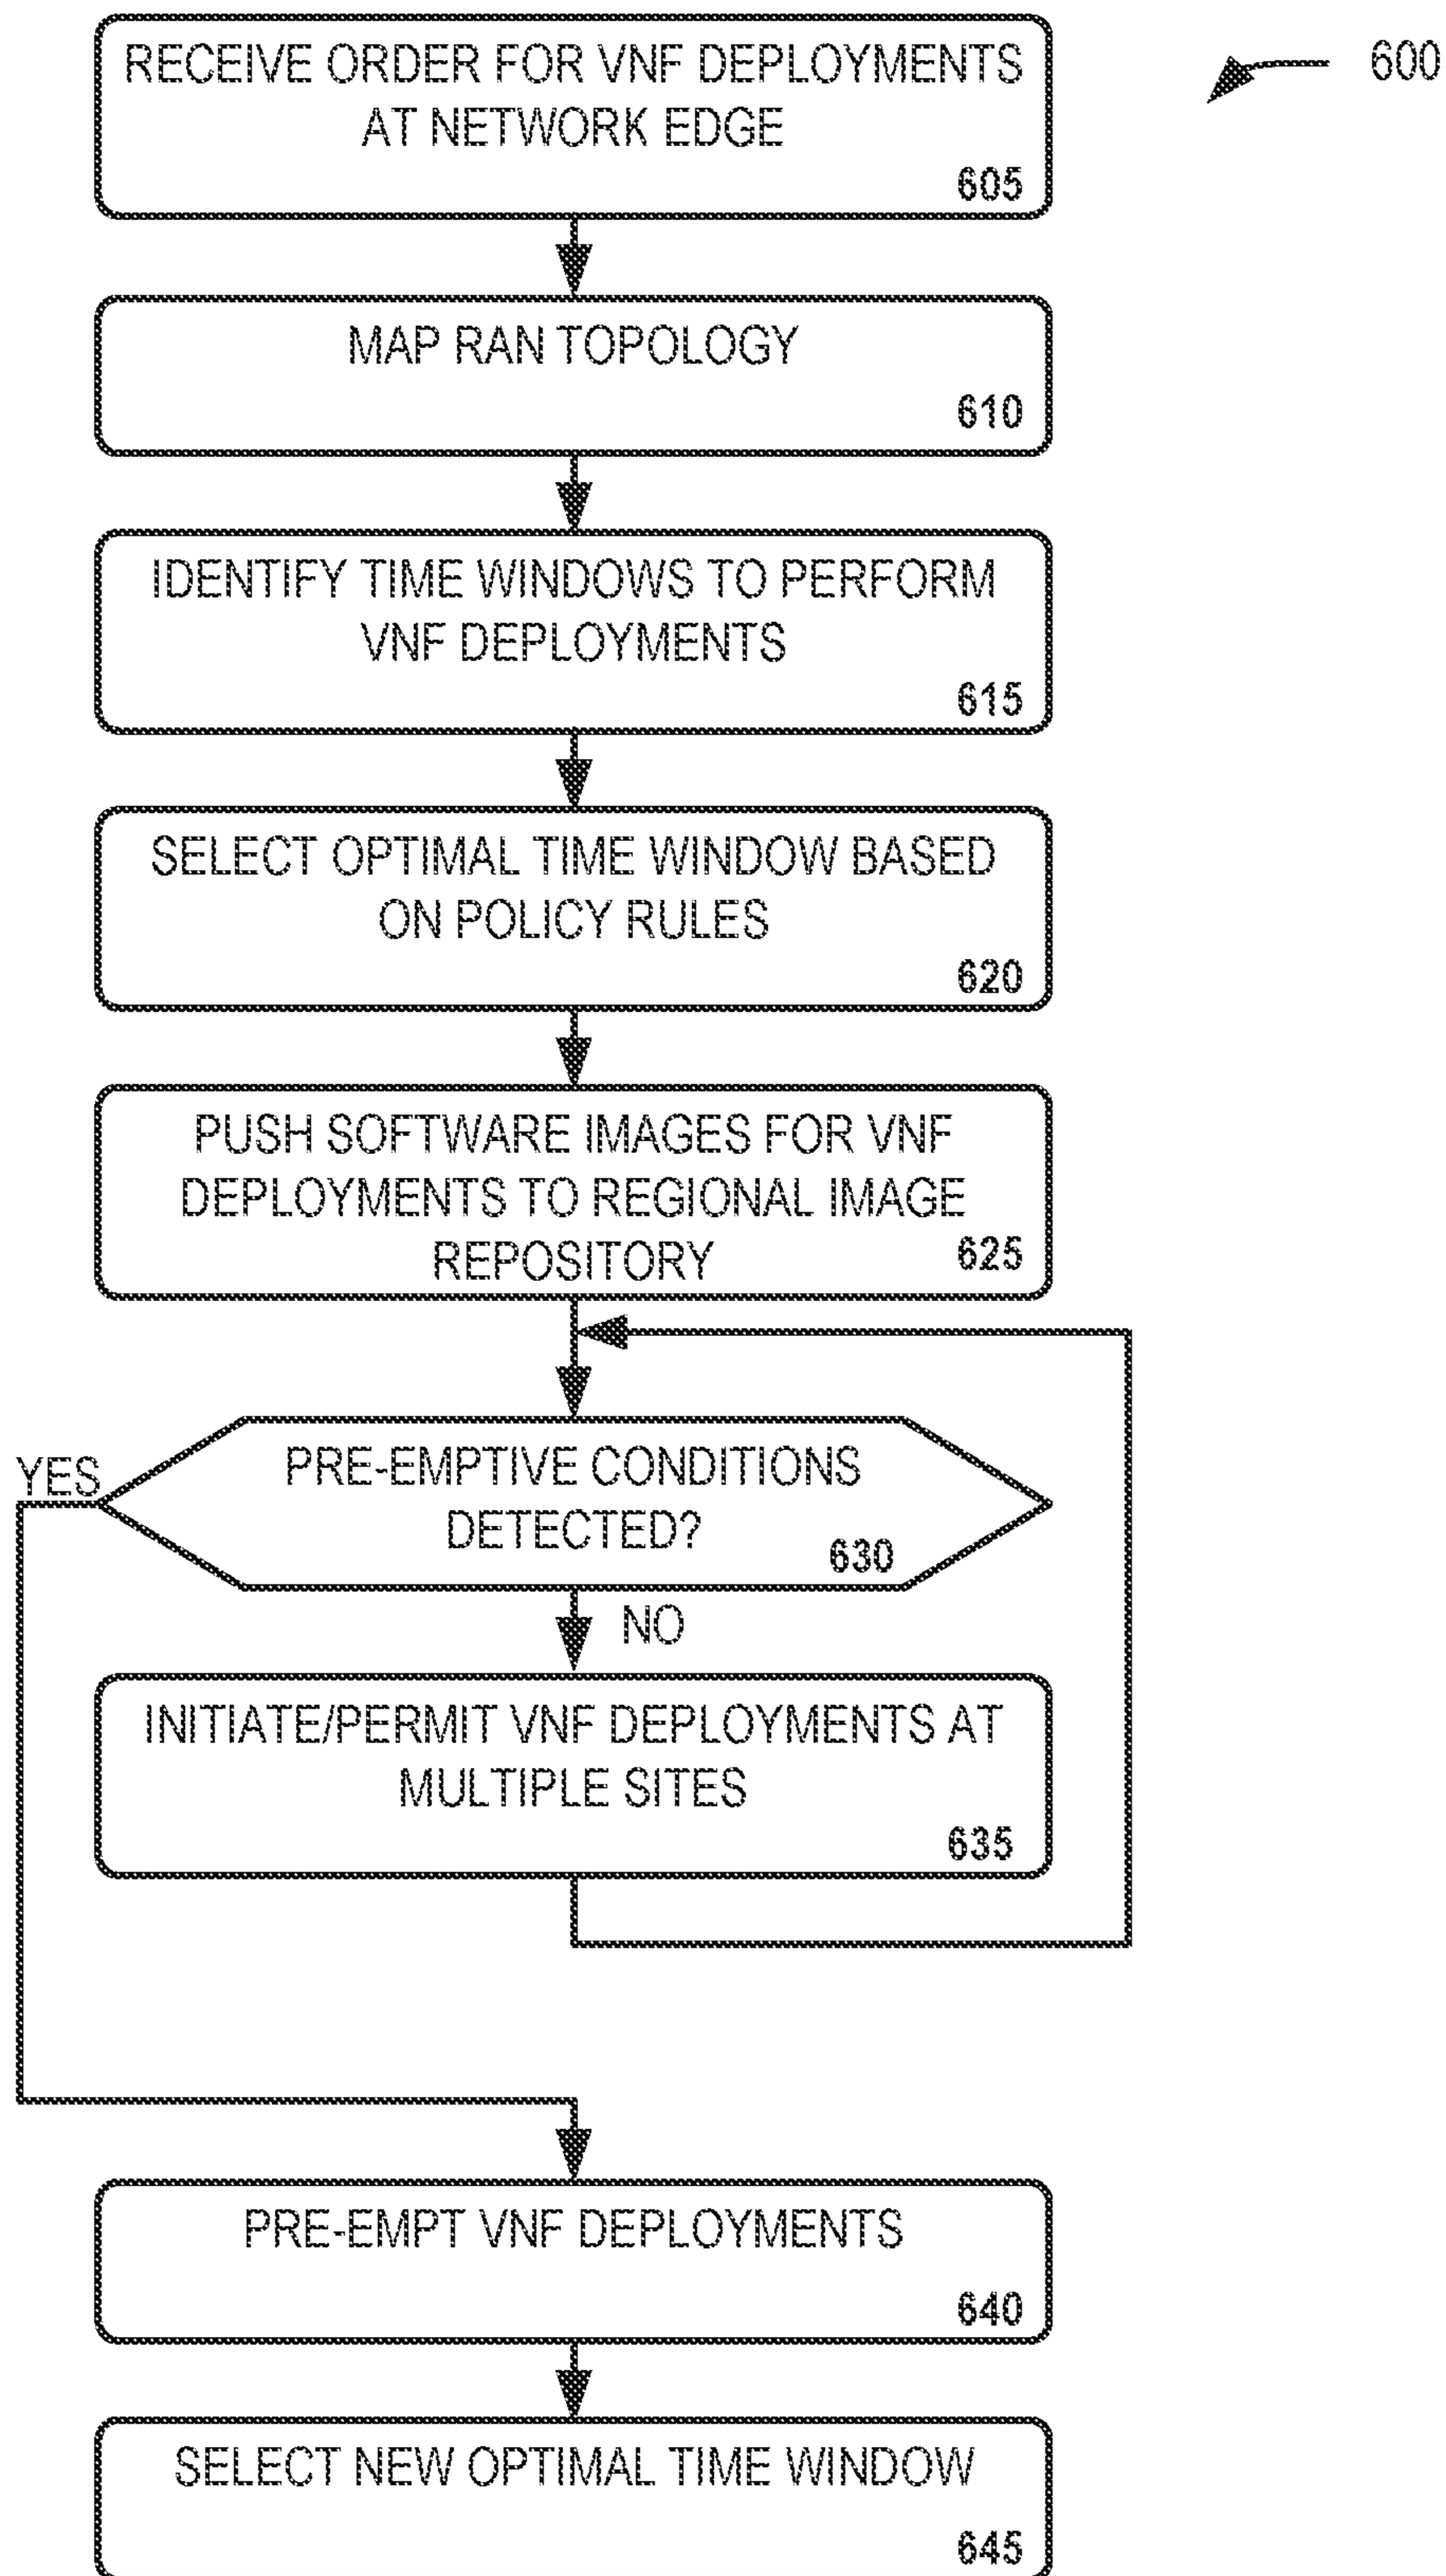 RECEIVE ORDER FOR VNF DEPLOYMENTS
AT NETWORK EDGE
605
600
MAP RAN TOPOLOGY
610
IDENTIFY TIME WINDOWS TO PERFORM
VNF DEPLOYMENTS
615
SELECT OPTIMAL TIME WINDOW BASED
ON POLICY RULES
620
PUSH SOFTWARE IMAGES FOR VNF
DEPLOYMENTS TO REGIONAL IMAGE
REPOSITORY
625
YES
PRE-EMPTIVE CONDITIONS
DETECTED?
630
NO
INITIATE/PERMIT VNF DEPLOYMENTS AT
MULTIPLE SITES
635
PRE-EMPT VNF DEPLOYMENTS
640
SELECT NEW OPTIMAL TIME WINDOW
645